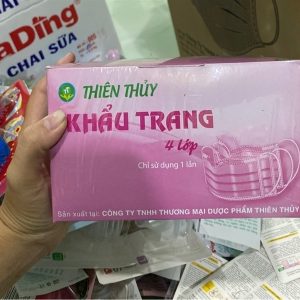 aDing
CHAI SỮA
THIÊN THỦY
KHẨU TRANG
4 lớp
Chỉ sử dụng 1 lần
Sản xuất tại: CÔNG TY TNHH THƯƠNG MẠI DƯỢC PHẨM THIÊN THỦY